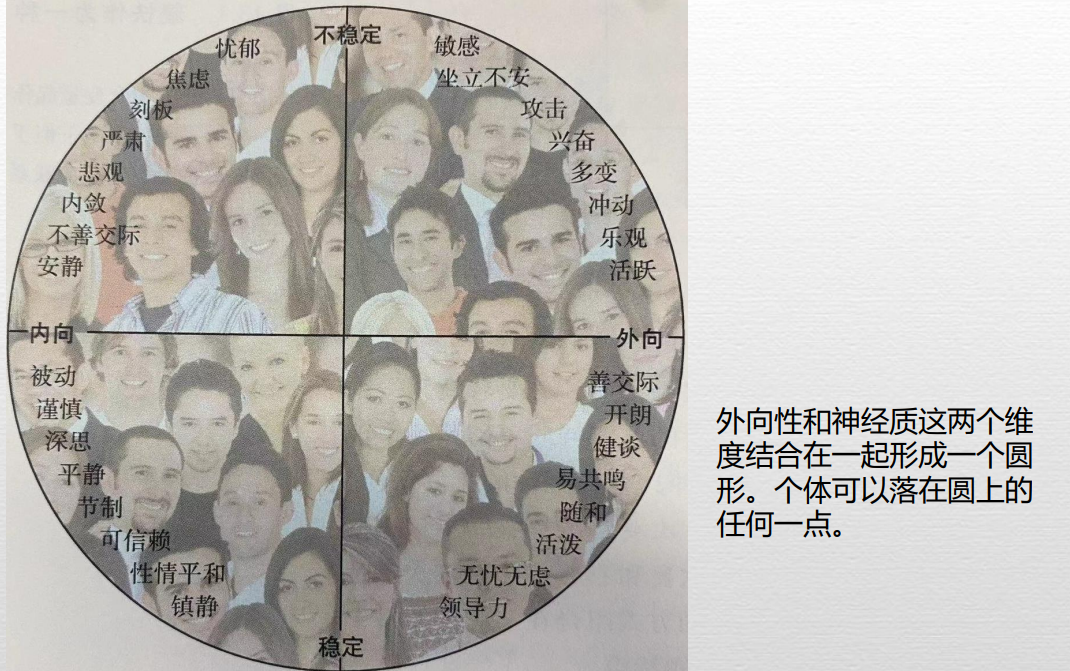 不稳定
忧郁
焦虑
刻板
严肃
悲观
内敛
不善交际
安静
敏感
坐立不安
攻击
兴奋
多变
冲动
乐观
活跃
内向
外向
被动
谨慎
深思
平静
节制
可信赖
性情平和
镇静
善交际
开朗
健谈
易共鸣
随和
活泼
无忧无虑
领导力
稳定
外向性和神经质这两个维
度结合在一起形成一个圆
形。个体可以落在圆上的
任何一点。